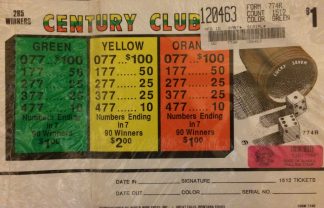 285
WINNERS
CENTURY CLUB
120463
FORM 774R
COUNT 1512
COLOR GREEN
$1
GREEN
077..$100
177.....50
277.....25
377.....25
477.....10
Numbers Ending
in 7
90 Winners
$1.00
YELLOW
077..$100
177.....50
277.....25
377.....25
477.....10
Numbers Ending
in 7
90 Winners
$2.00
ORAN
077..$100
177.....50
277.....25
377.....25
477.....10
Numbers Ending
in 7
90 Winners
$1.00
LUCKY LEVER
774R
DATE IN
SIGNATURE
1512 TICKETS
DATE OUT
COLOR
SERIAL NO.
FORM 774R